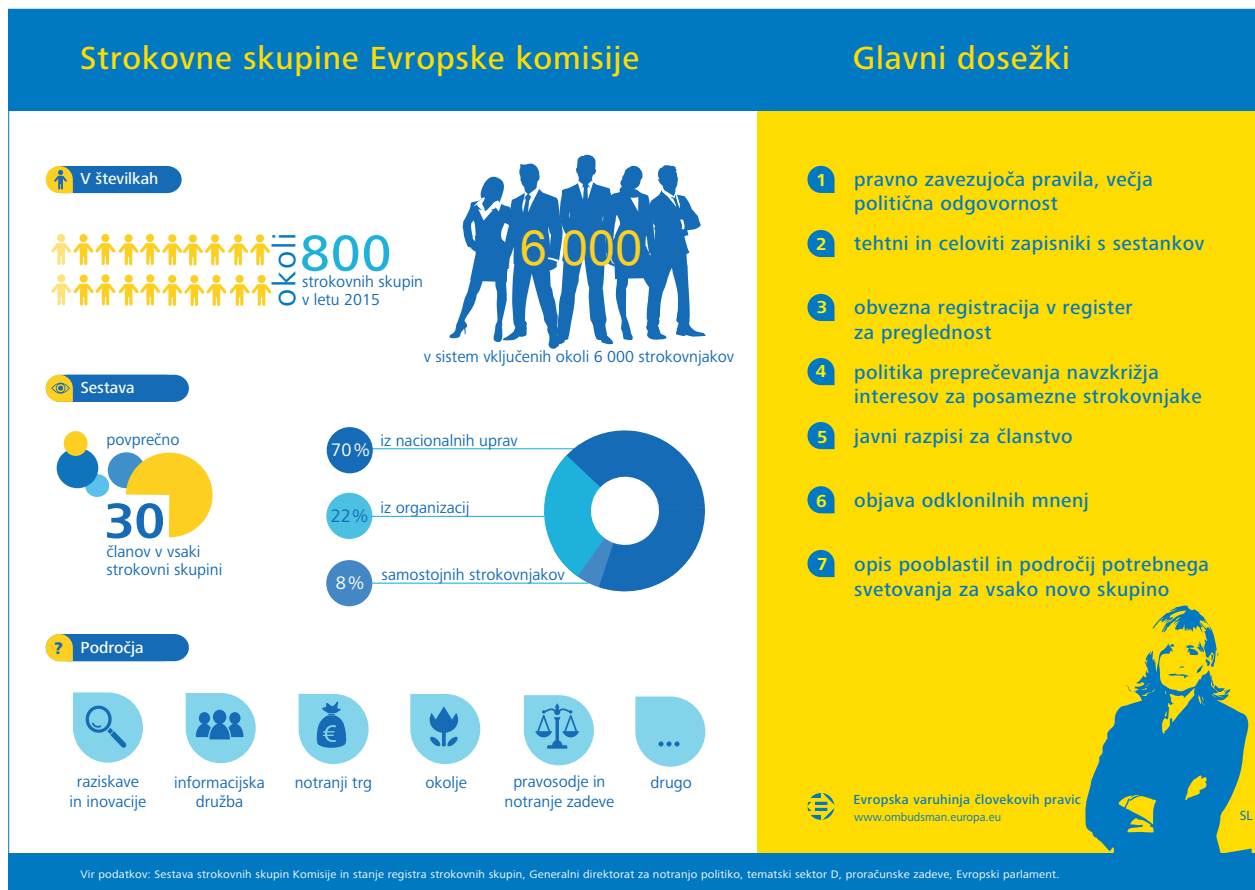 Strokovne skupine Evropske komisije
V številkah
okoli
800
strokovnih skupin
v letu 2015
6 000
v sistem vključenih okoli 6 000 strokovnjakov
Sestava
povprečno
30
članov v vsaki
strokovni skupini
70%
iz nacionalnih uprav
22%
iz organizacij
8%
samostojnih strokovnjakov
?
Področja
raziskave
in inovacije
informacijska
družba
€
notranji trg
okolje
pravosodje in
notranje zadeve
...
drugo
Glavni dosežki
1
pravno zavezujoča pravila, večja
politična odgovornost
2
tehtni in celoviti zapisniki s sestankov
3
obvezna registracija v register
za preglednost
4
politika preprečevanja navzkrižja
interesov za posamezne strokovnjake
5
javni razpisi za članstvo
6
objava odklonilnih mnenj
7
opis pooblastil in področij potrebnega
svetovanja za vsako novo skupino
Evropska varuhinja človekovih pravic
www.ombudsman.europa.eu
SL
Vir podatkov: Sestava strokovnih skupin Komisije in stanje registra strokovnih skupin, Generalni direktorat za notranjo politiko, tematski sektor D, proračunske zadeve, Evropski parlament.